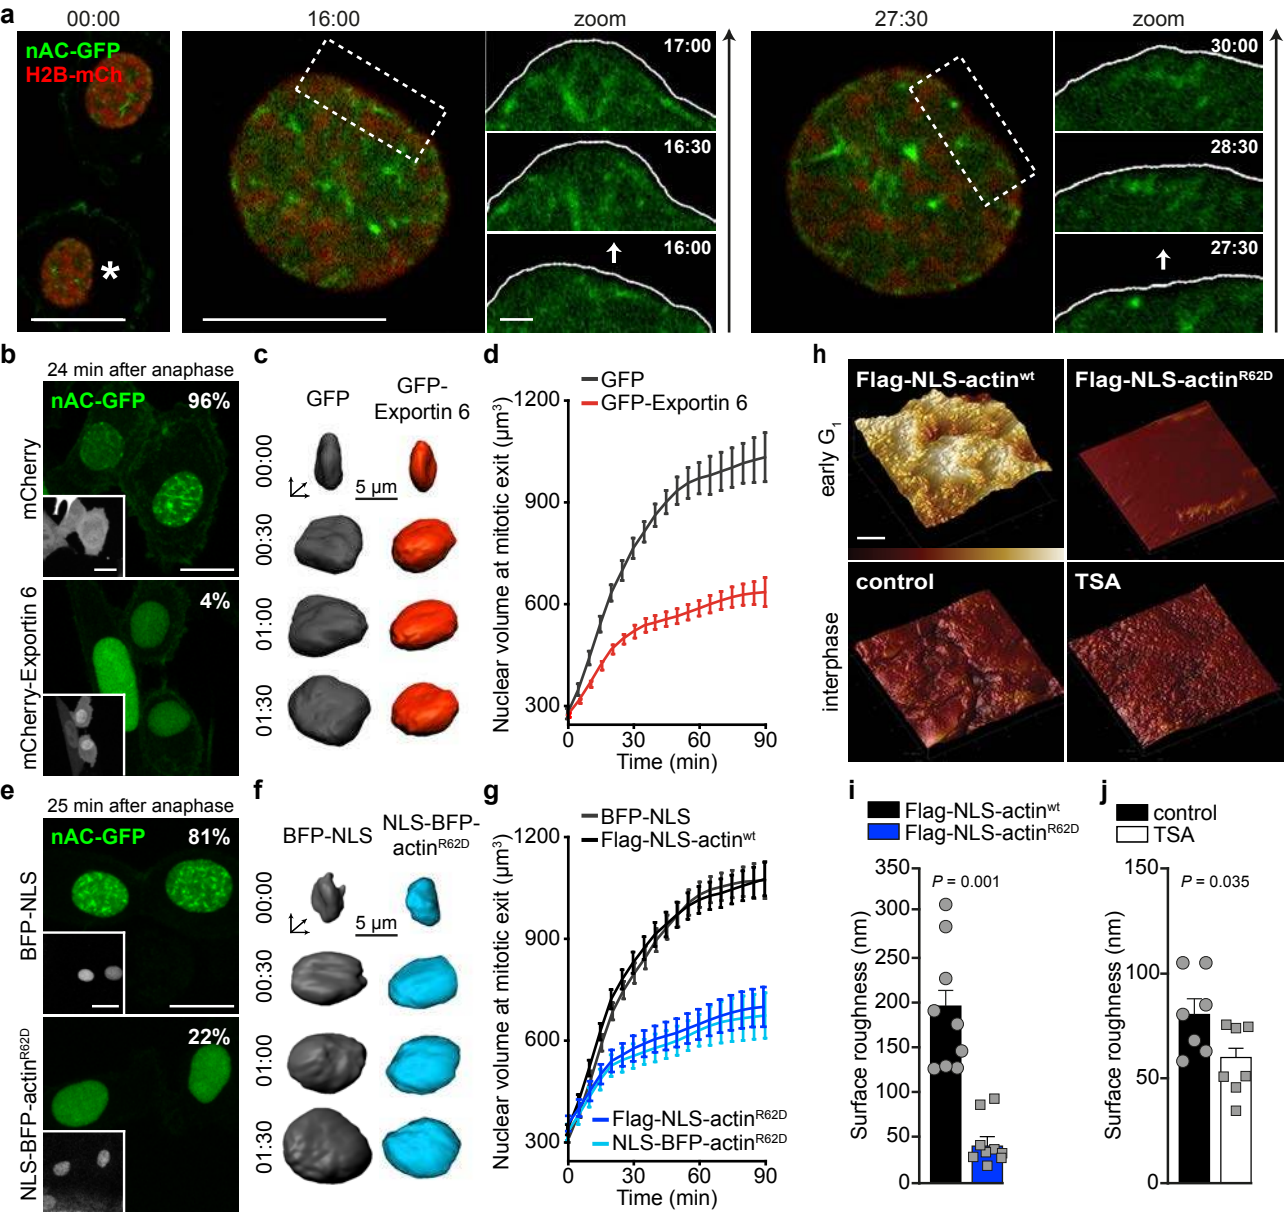 a
00:00
16:00
zoom
27:30
zoom
nAC-GFP
H2B-mCh
*
17:00
16:30
16:00
30:00
28:30
27:30
b
24 min after anaphase
nAC-GFP
96%
mCherry
4%
mCherry-Exportin 6
c
GFP
GFP-
Exportin 6
00:00
5 µm
00:30
01:00
01:30
d
GFP
GFP-Exportin 6
Nuclear volume at mitotic exit (µm³)
1200
900
600
300
0
30
60
90
Time (min)
e
25 min after anaphase
nAC-GFP
81%
BFP-NLS
22%
NLS-BFP-actinR62D
f
BFP-NLS
NLS-BFP-
actinR62D
00:00
5 µm
00:30
01:00
01:30
g
BFP-NLS
Flag-NLS-actinwt
Nuclear volume at mitotic exit (µm³)
1200
900
600
300
Flag-NLS-actinR62D
NLS-BFP-actinR62D
0
30
60
90
Time (min)
h
Flag-NLS-actinwt
Flag-NLS-actinR62D
early G1
control
TSA
interphase
i
Flag-NLS-actinwt
Flag-NLS-actinR62D
P = 0.001
Surface roughness (nm)
350
300
250
200
150
100
50
0
j
control
TSA
P = 0.035
Surface roughness (nm)
150
100
50
0